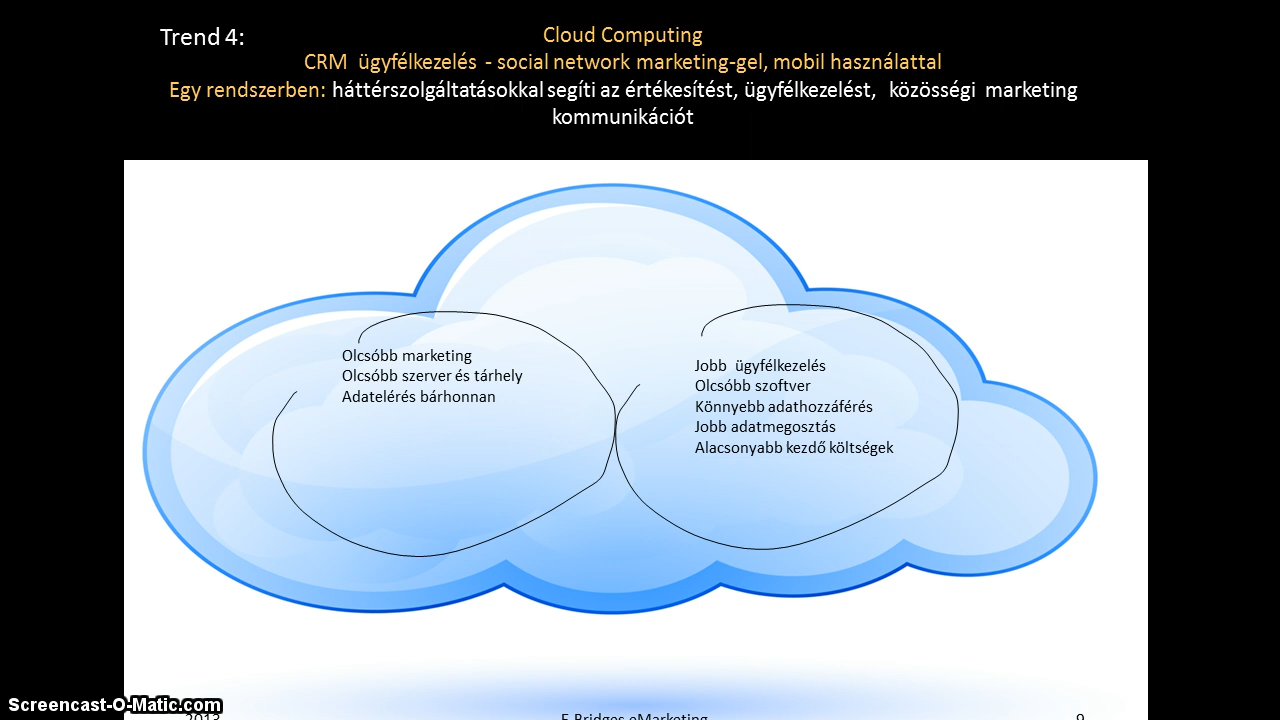 Trend 4:
Cloud Computing
CRM ügyfélkezelés - social network marketing-gel, mobil használattal
Egy rendszerben: háttérszolgáltatásokkal segíti az értékesítést, ügyfélkezelést, közösségi marketing
kommunikációt
Olcsóbb marketing
Olcsóbb szerver és tárhely
Adatelérés bárhonnan
Jobb ügyfélkezelés
Olcsóbb szoftver
Könnyebb adathozzáférés
Jobb adatmegosztás
Alacsonyabb kezdő költségek
Screencast-O-Matic.com
2013
E Bridges eMarketing
9